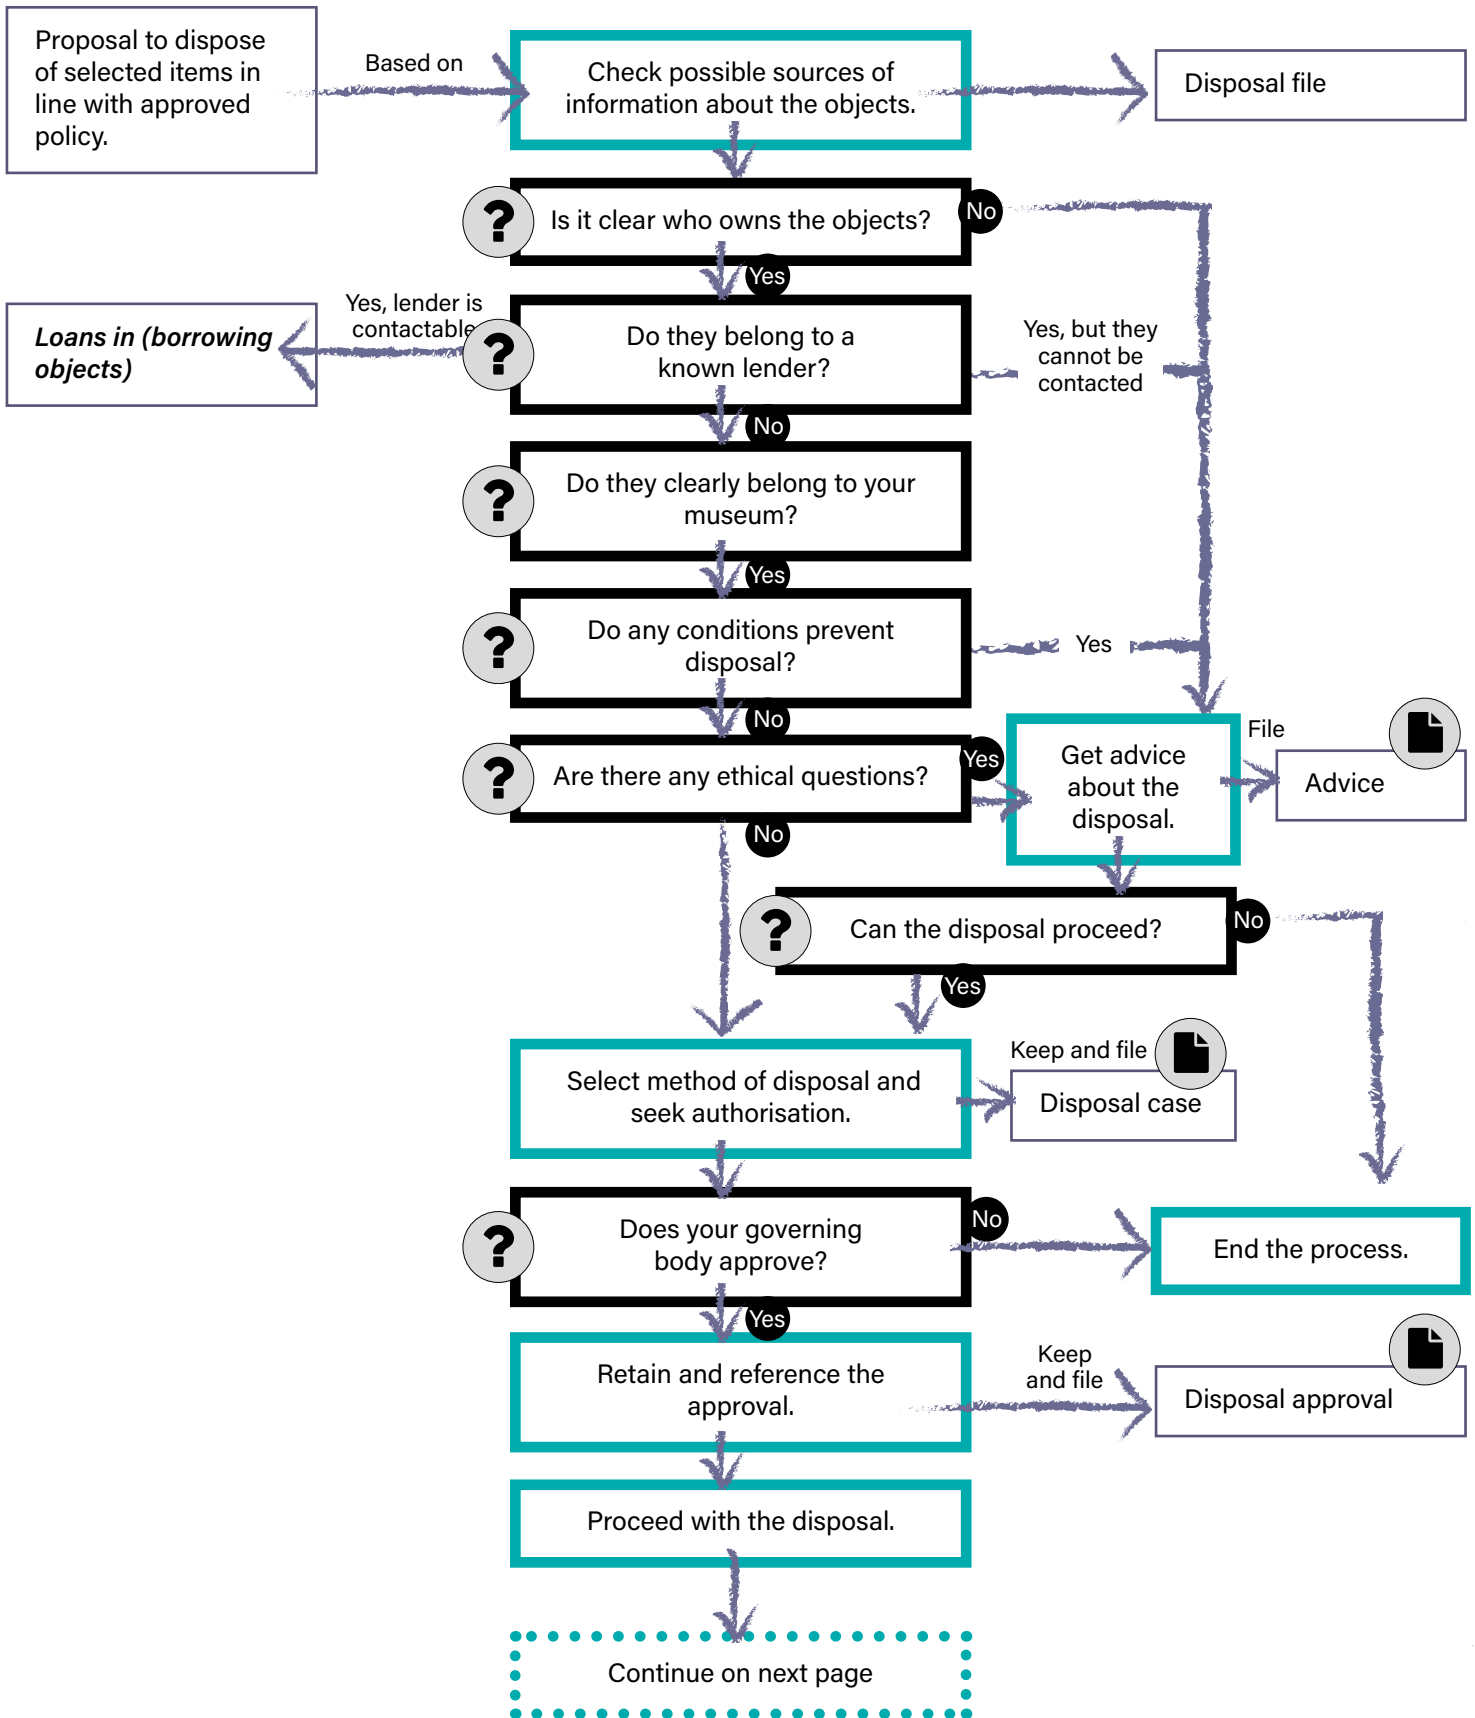 Proposal to dispose
of selected items in
line with approved
policy.
Based on
Check possible sources of
information about the objects.
Disposal file
? Is it clear who owns the objects?
No
Yes
Yes, lender is
contactable
Loans in (borrowing
objects)
?
Do they belong to a
known lender?
Yes, but they
cannot be
contacted
No
?
Do they clearly belong to your
museum?
Yes
?
Do any conditions prevent
disposal?
Yes
No
? Are there any ethical questions?
Yes
No
Get advice
about the
disposal.
File
Advice
? Can the disposal proceed?
No
Yes
Select method of disposal and
seek authorisation.
Keep and file
Disposal case
?
Does your governing
body approve?
No
End the process.
Yes
Retain and reference the
approval.
Keep
and file
Disposal approval
Proceed with the disposal.
Continue on next page